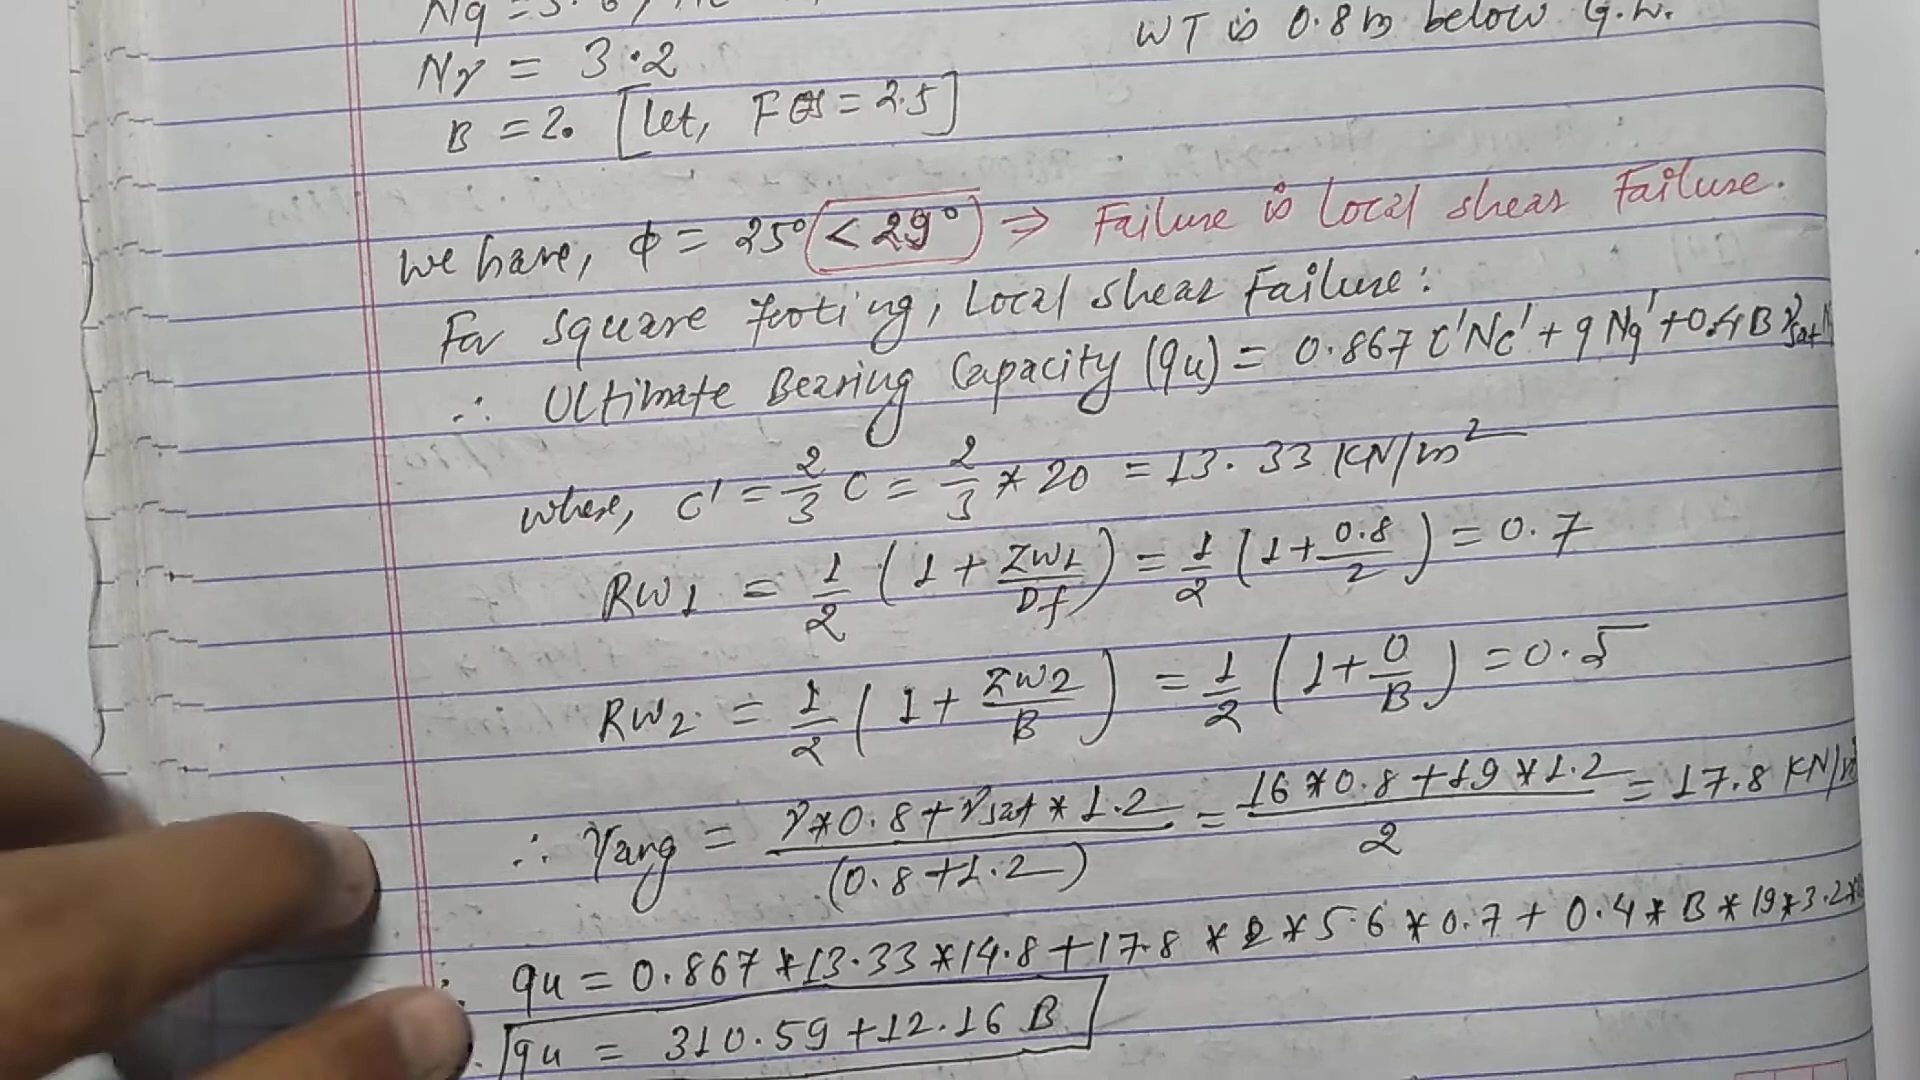 Nq = 5.6,
WT is 0.8m below G.L.
Nγ = 3.2
B = ?. [let, FOS = 2.5]
we have, φ = 25° < 29° ⇒ Failure is local shear Failure.
For square footing, Local shear Failure:
∴ Ultimate Bearing Capacity (qu) = 0.867 C'Nc' + q Nq' + 0.4 B γsat
where, C' = 2/3 C = 2/3 * 20 = 13.33 KN/m²
RW1 = 1/2 (1 + ZW1/Df) = 1/2 (1 + 0.8/2) = 0.7
RW2 = 1/2 (1 + ZW2/B) = 1/2 (1 + 0/B) = 0.5
∴ γavg = γ*0.8 + γsat * 1.2/(0.8+1.2) = 16*0.8 + 19*1.2/2 = 17.8 KN/m³
∴ qu = 0.867*13.33*14.8 + 17.8 * 2 * 5.6 * 0.7 + 0.4 * B * 19 * 3.2 *
qu = 310.59 + 12.16 B